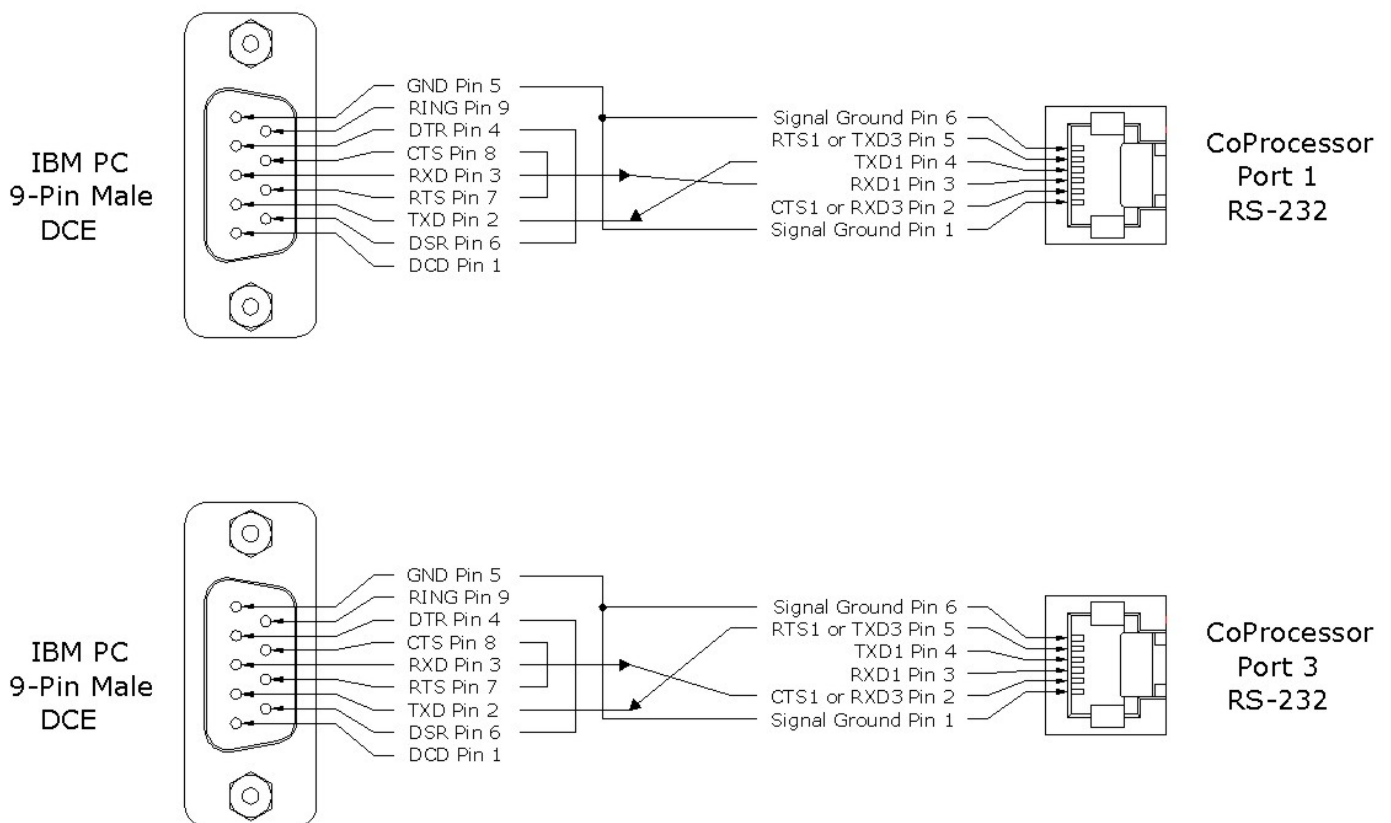 IBM PC
9-Pin Male
DCE
GND Pin 5
RING Pin 9
DTR Pin 4
CTS Pin 8
RXD Pin 3
RTS Pin 7
TXD Pin 2
DSR Pin 6
DCD Pin 1
Signal Ground Pin 6
RTS1 or TXD3 Pin 5
TXD1 Pin 4
RXD1 Pin 3
CTS1 or RXD3 Pin 2
Signal Ground Pin 1
CoProcessor
Port 1
RS-232
IBM PC
9-Pin Male
DCE
GND Pin 5
RING Pin 9
DTR Pin 4
CTS Pin 8
RXD Pin 3
RTS Pin 7
TXD Pin 2
DSR Pin 6
DCD Pin 1
Signal Ground Pin 6
RTS1 or TXD3 Pin 5
TXD1 Pin 4
RXD1 Pin 3
CTS1 or RXD3 Pin 2
Signal Ground Pin 1
CoProcessor
Port 3
RS-232